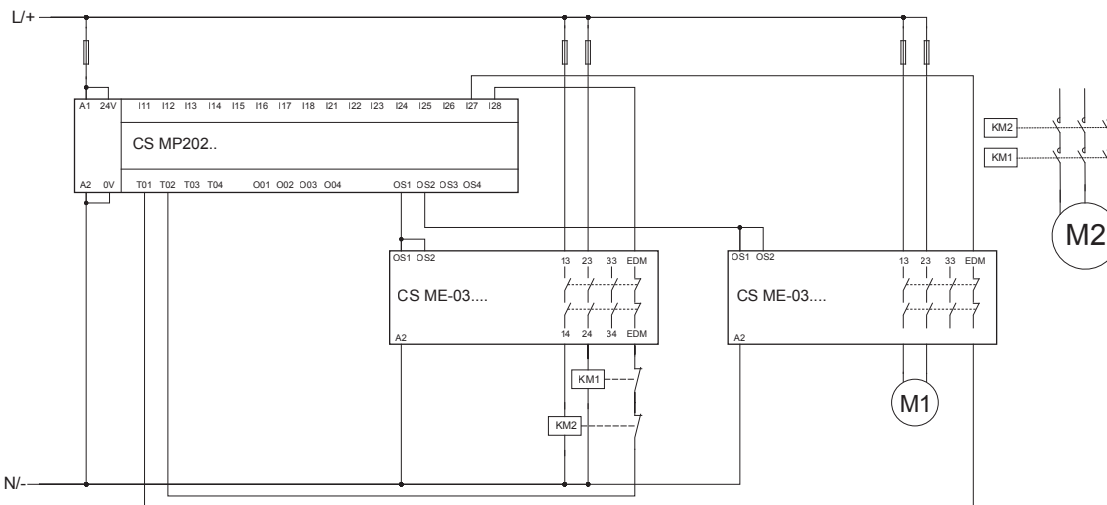 L/+
A1 24V I11 I12 I13 I14 I15 I16 I17 I18 I21 I22 I23 I24 I25 I26 I27 I28
CS MP202..
A2 0V T01 T02 T03 T04 O01 O02 O03 O04 OS1 OS2 OS3 OS4
KM2
KM1
M2
OS1 OS2 13 23 33 EDM
CS ME-03....
A2 14 24 34 EDM
OS1 OS2 13 23 33 EDM
CS ME-03....
A2
KM1
M1
KM2
N/-